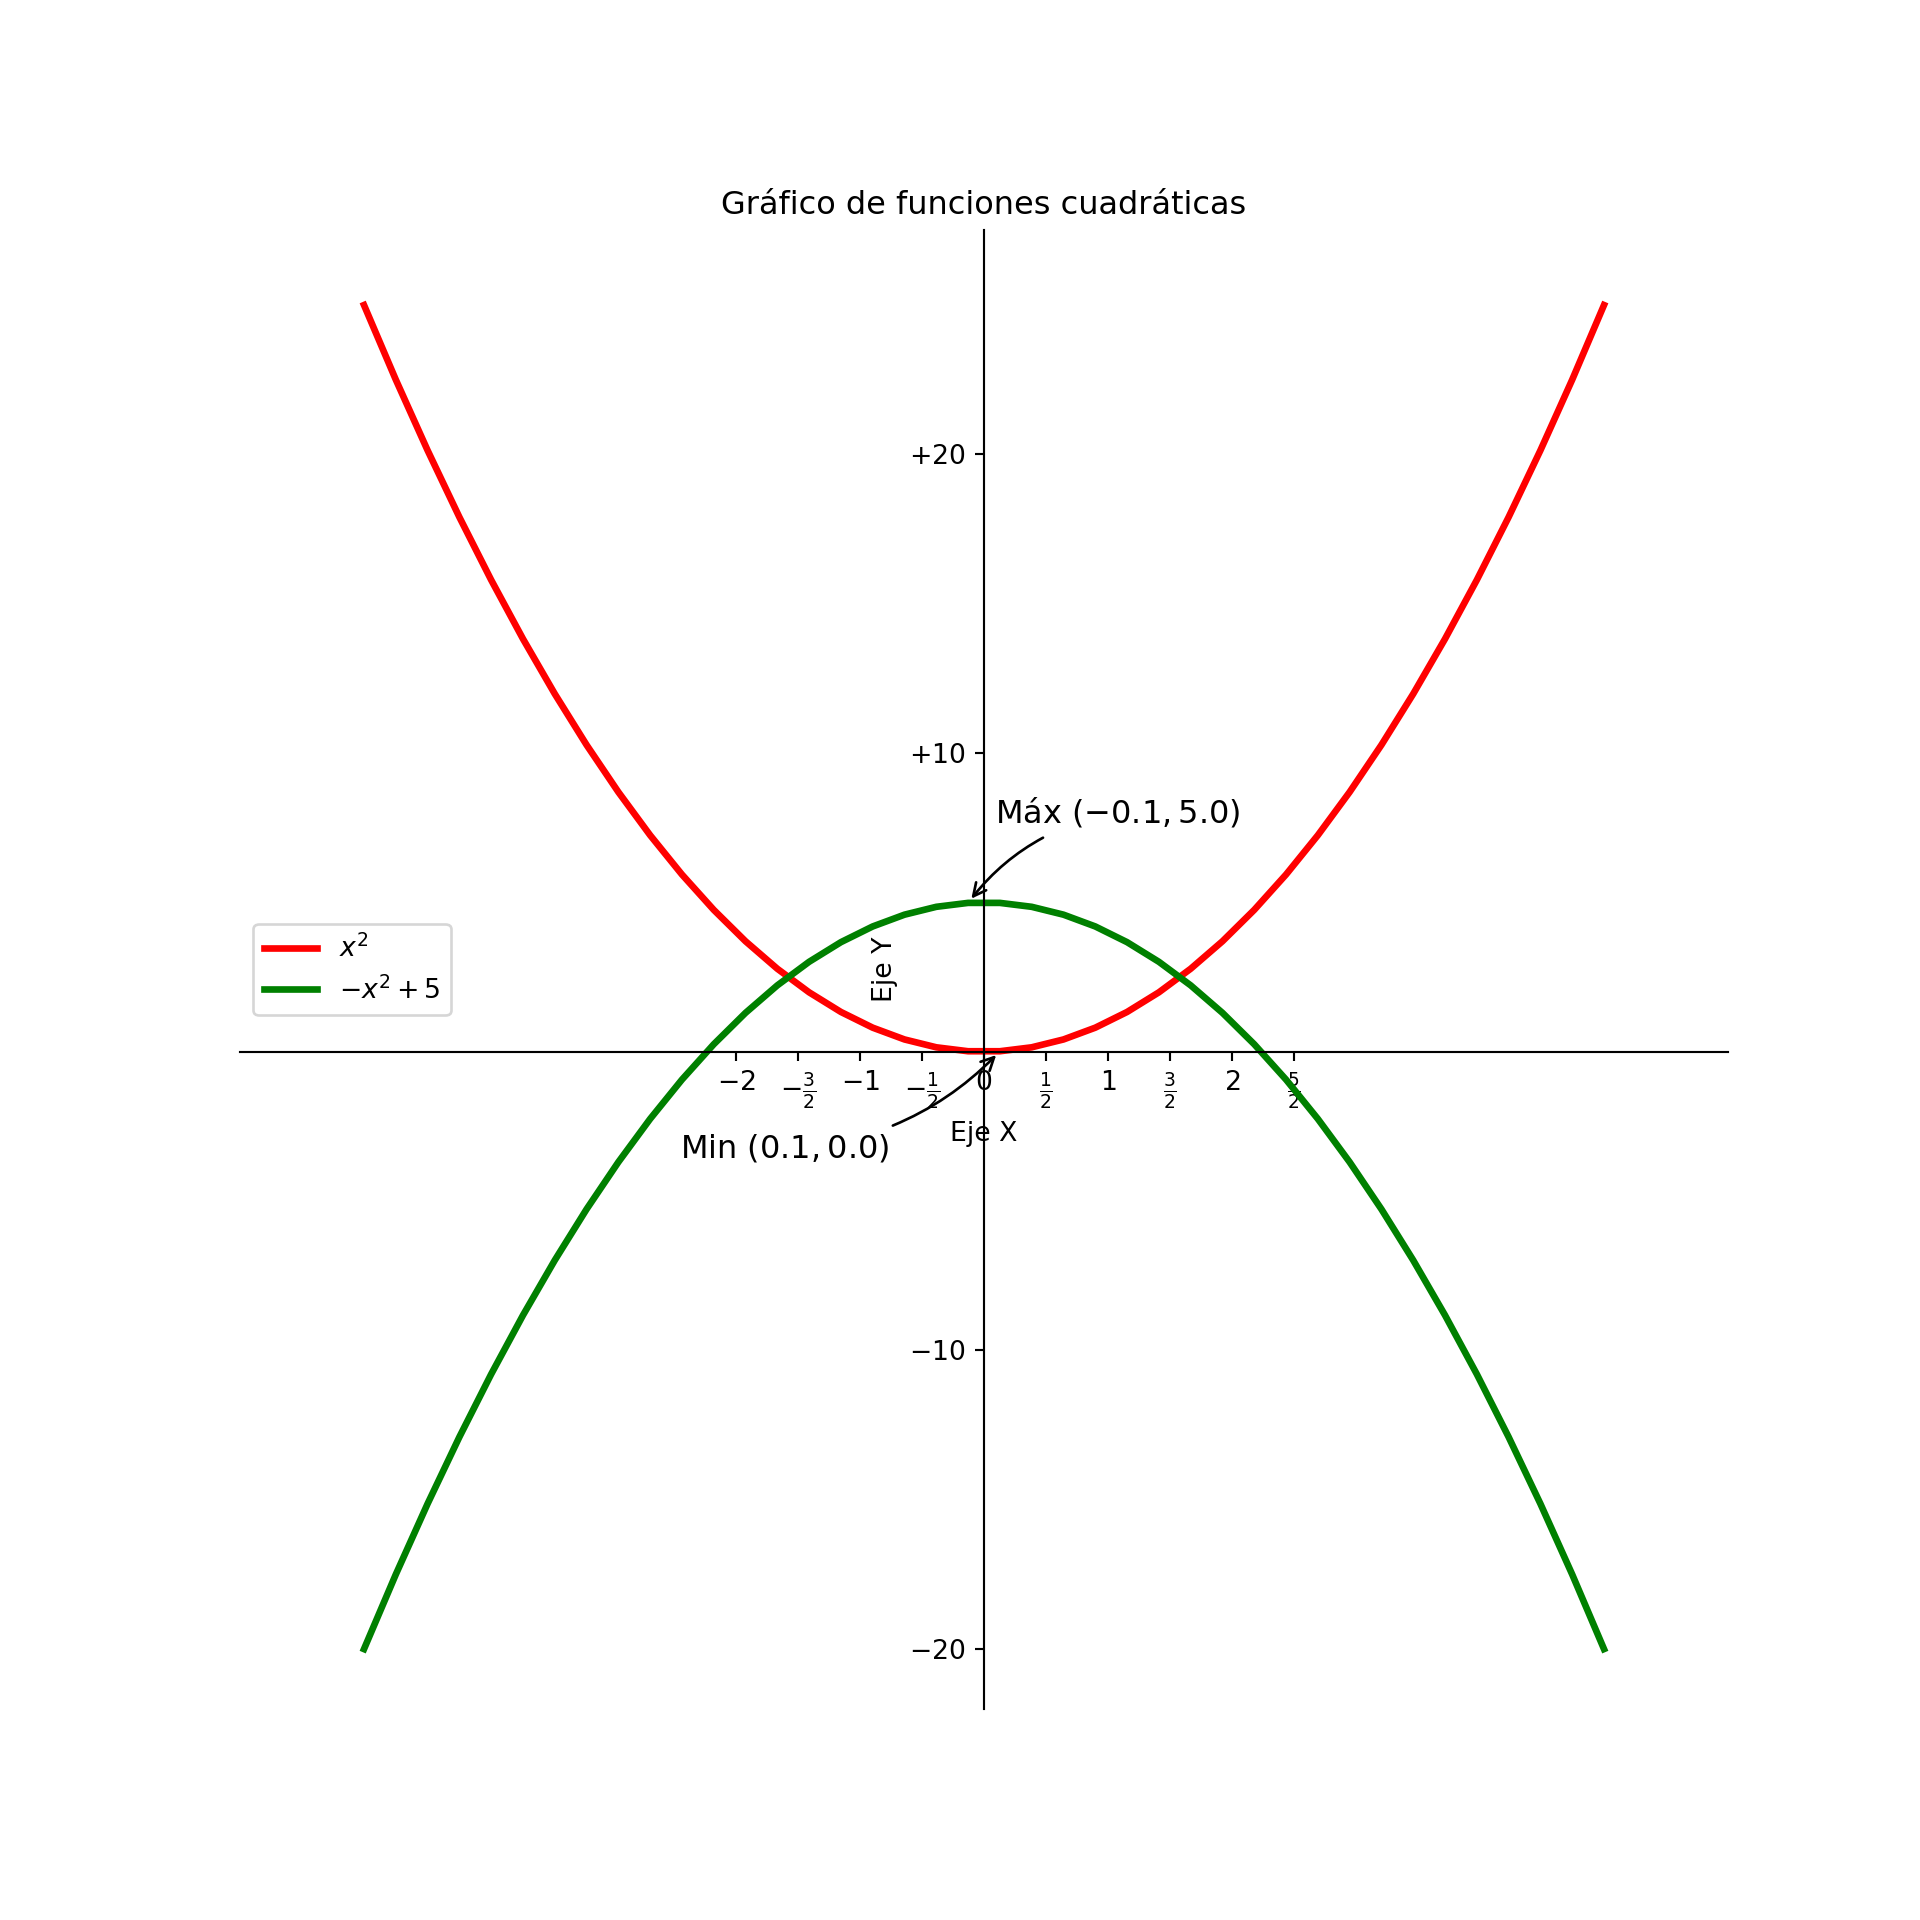 Gráfico de funciones cuadráticas
+20
+10
Máx (−0.1, 5.0)
x²
−x² + 5
Eje Y
−2 −3/2 −1 −1/2 0 1/2 1 3/2 2 5/2
Eje X
Min (0.1, 0.0)
−10
−20